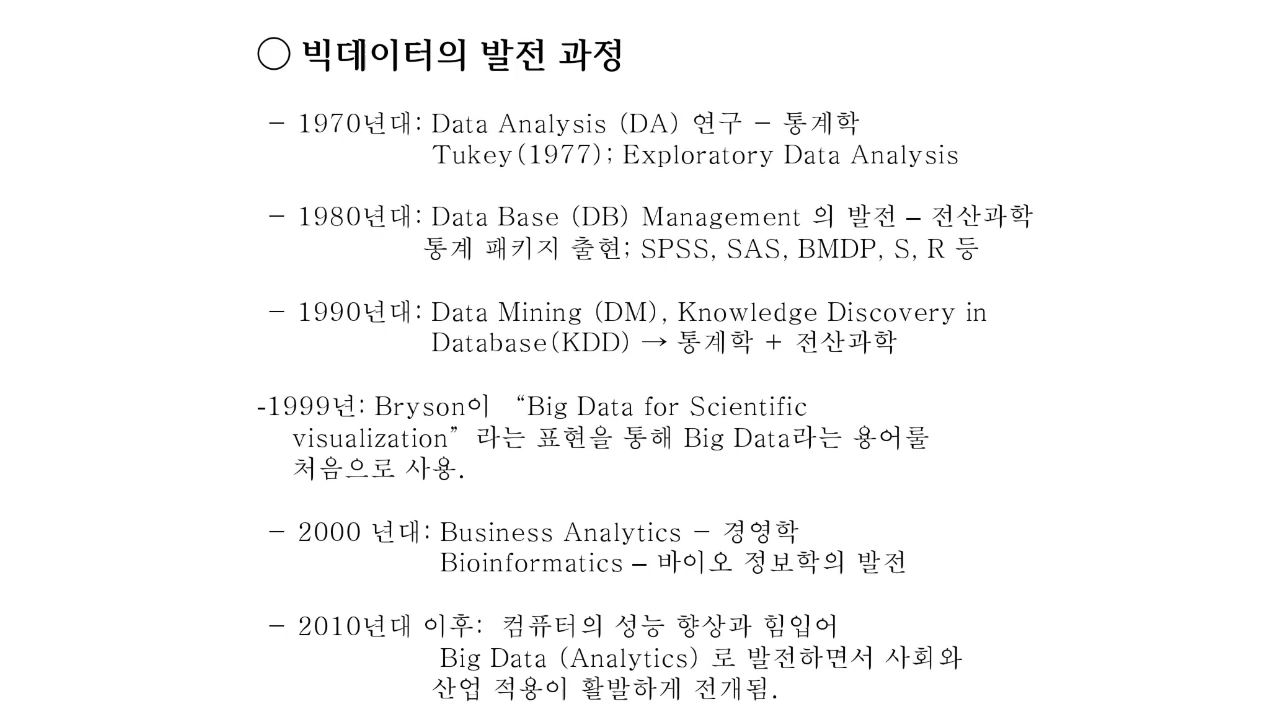 ○ 빅데이터의 발전 과정
- 1970년대: Data Analysis (DA) 연구 - 통계학
Tukey(1977); Exploratory Data Analysis
- 1980년대: Data Base (DB) Management 의 발전 – 전산과학
통계 패키지 출현; SPSS, SAS, BMDP, S, R 등
- 1990년대: Data Mining (DM), Knowledge Discovery in
Database(KDD) → 통계학 + 전산과학
-1999년: Bryson이 “Big Data for Scientific
visualization” 라는 표현을 통해 Big Data라는 용어룰
처음으로 사용.
- 2000 년대: Business Analytics - 경영학
Bioinformatics – 바이오 정보학의 발전
- 2010년대 이후: 컴퓨터의 성능 향상과 힘입어
Big Data (Analytics) 로 발전하면서 사회와
산업 적용이 활발하게 전개됨.